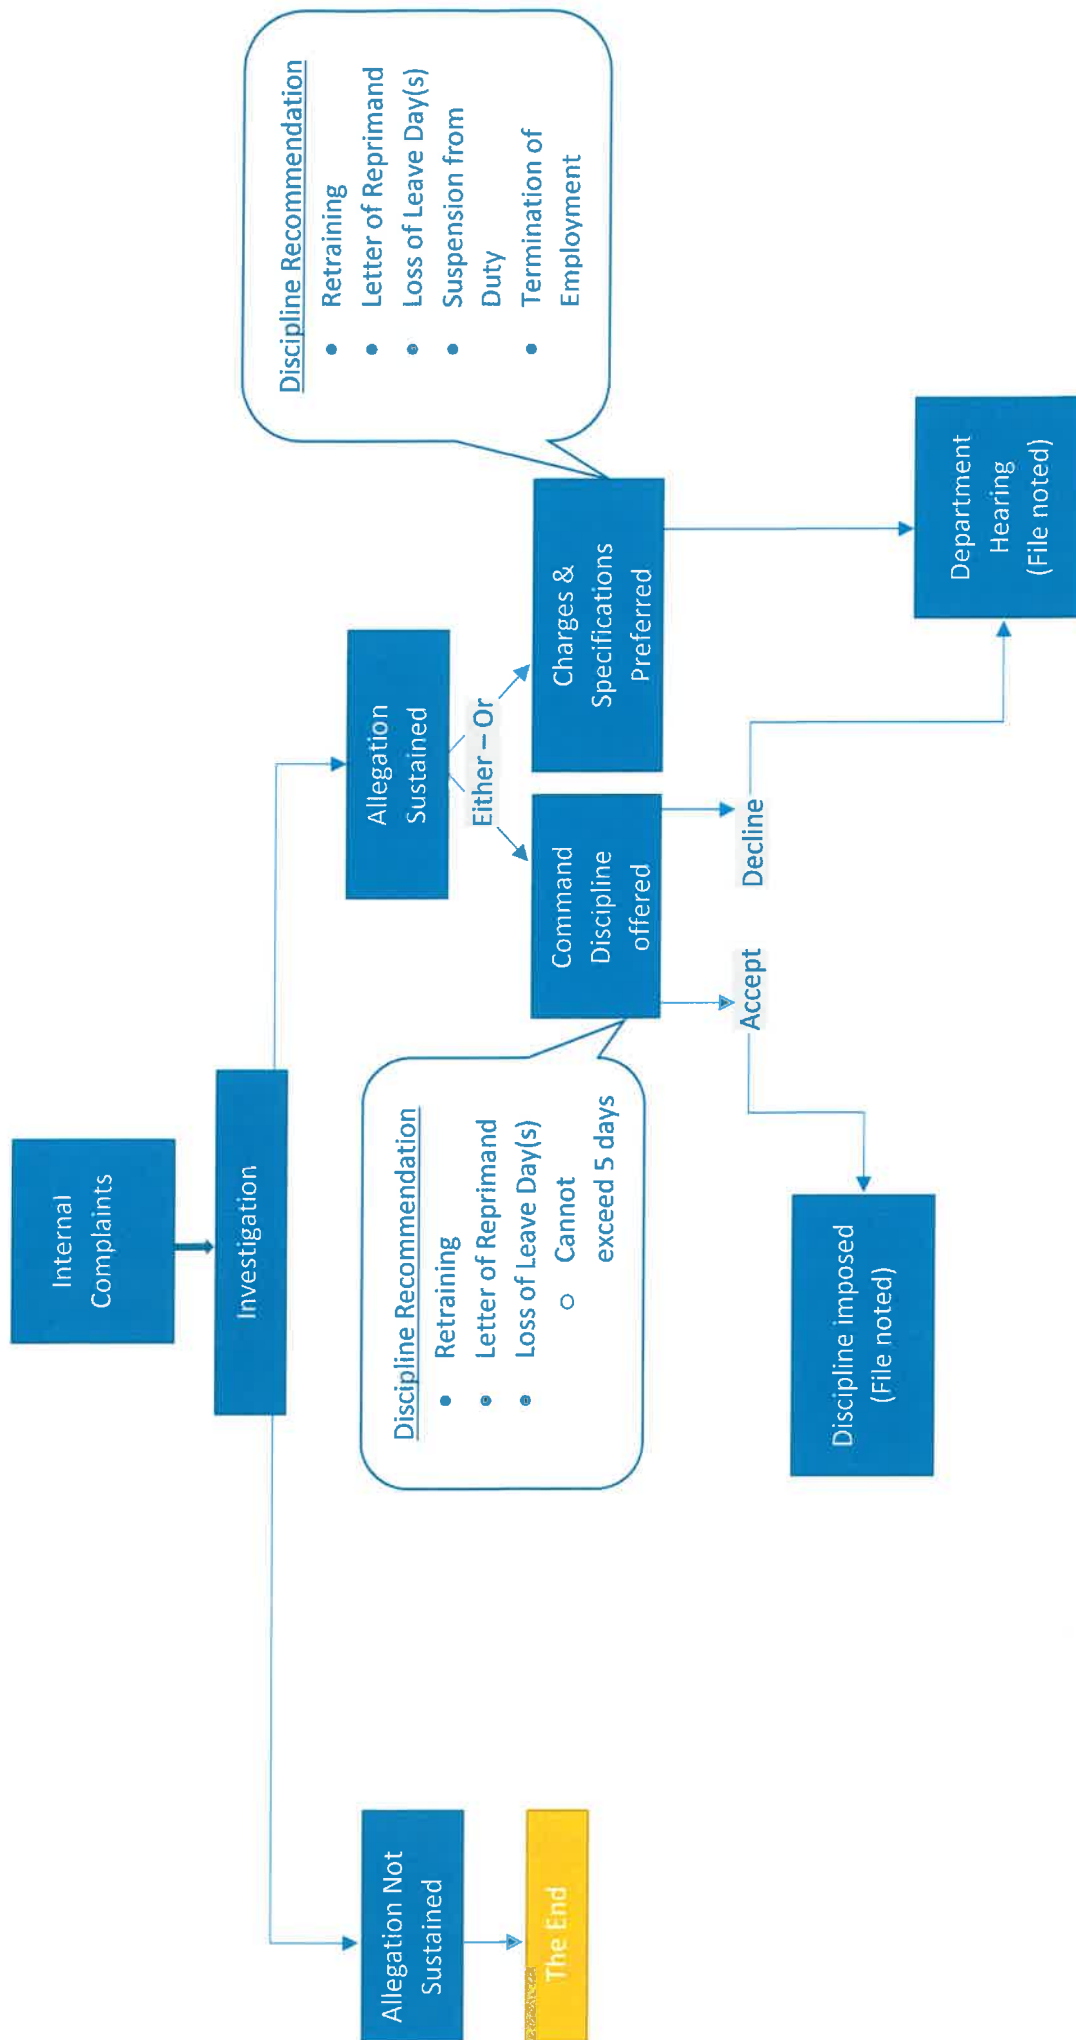 Internal
Complaints
Investigation
Allegation Not
Sustained
The End
Allegation
Sustained
Either – Or
Discipline Recommendation
• Retraining
• Letter of Reprimand
• Loss of Leave Day(s)
○ Cannot
exceed 5 days
Command
Discipline
offered
Charges &
Specifications
Preferred
Discipline Recommendation
• Retraining
• Letter of Reprimand
• Loss of Leave Day(s)
• Suspension from
Duty
• Termination of
Employment
Accept
Decline
Discipline imposed
(File noted)
Department
Hearing
(File noted)